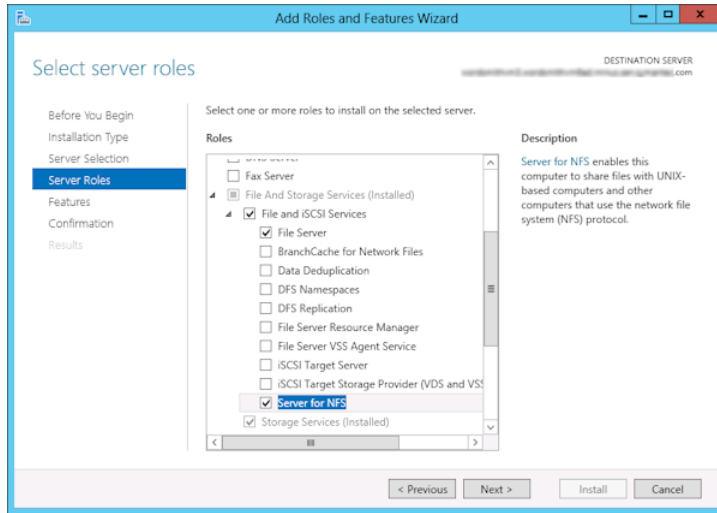 Add Roles and Features Wizard
Select server roles
DESTINATION SERVER
.com
Before You Begin
Installation Type
Server Selection
Server Roles
Features
Confirmation
Results
Select one or more roles to install on the selected server.
Roles
Fax Server
File And Storage Services (Installed)
File and iSCSI Services
File Server
BranchCache for Network Files
Data Deduplication
DFS Namespaces
DFS Replication
File Server Resource Manager
File Server VSS Agent Service
iSCSI Target Server
iSCSI Target Storage Provider (VDS and VSS
Server for NFS
Storage Services (Installed)
Description
Server for NFS enables this
computer to share files with UNIX-
based computers and other
computers that use the network file
system (NFS) protocol.
< Previous
Next >
Install
Cancel